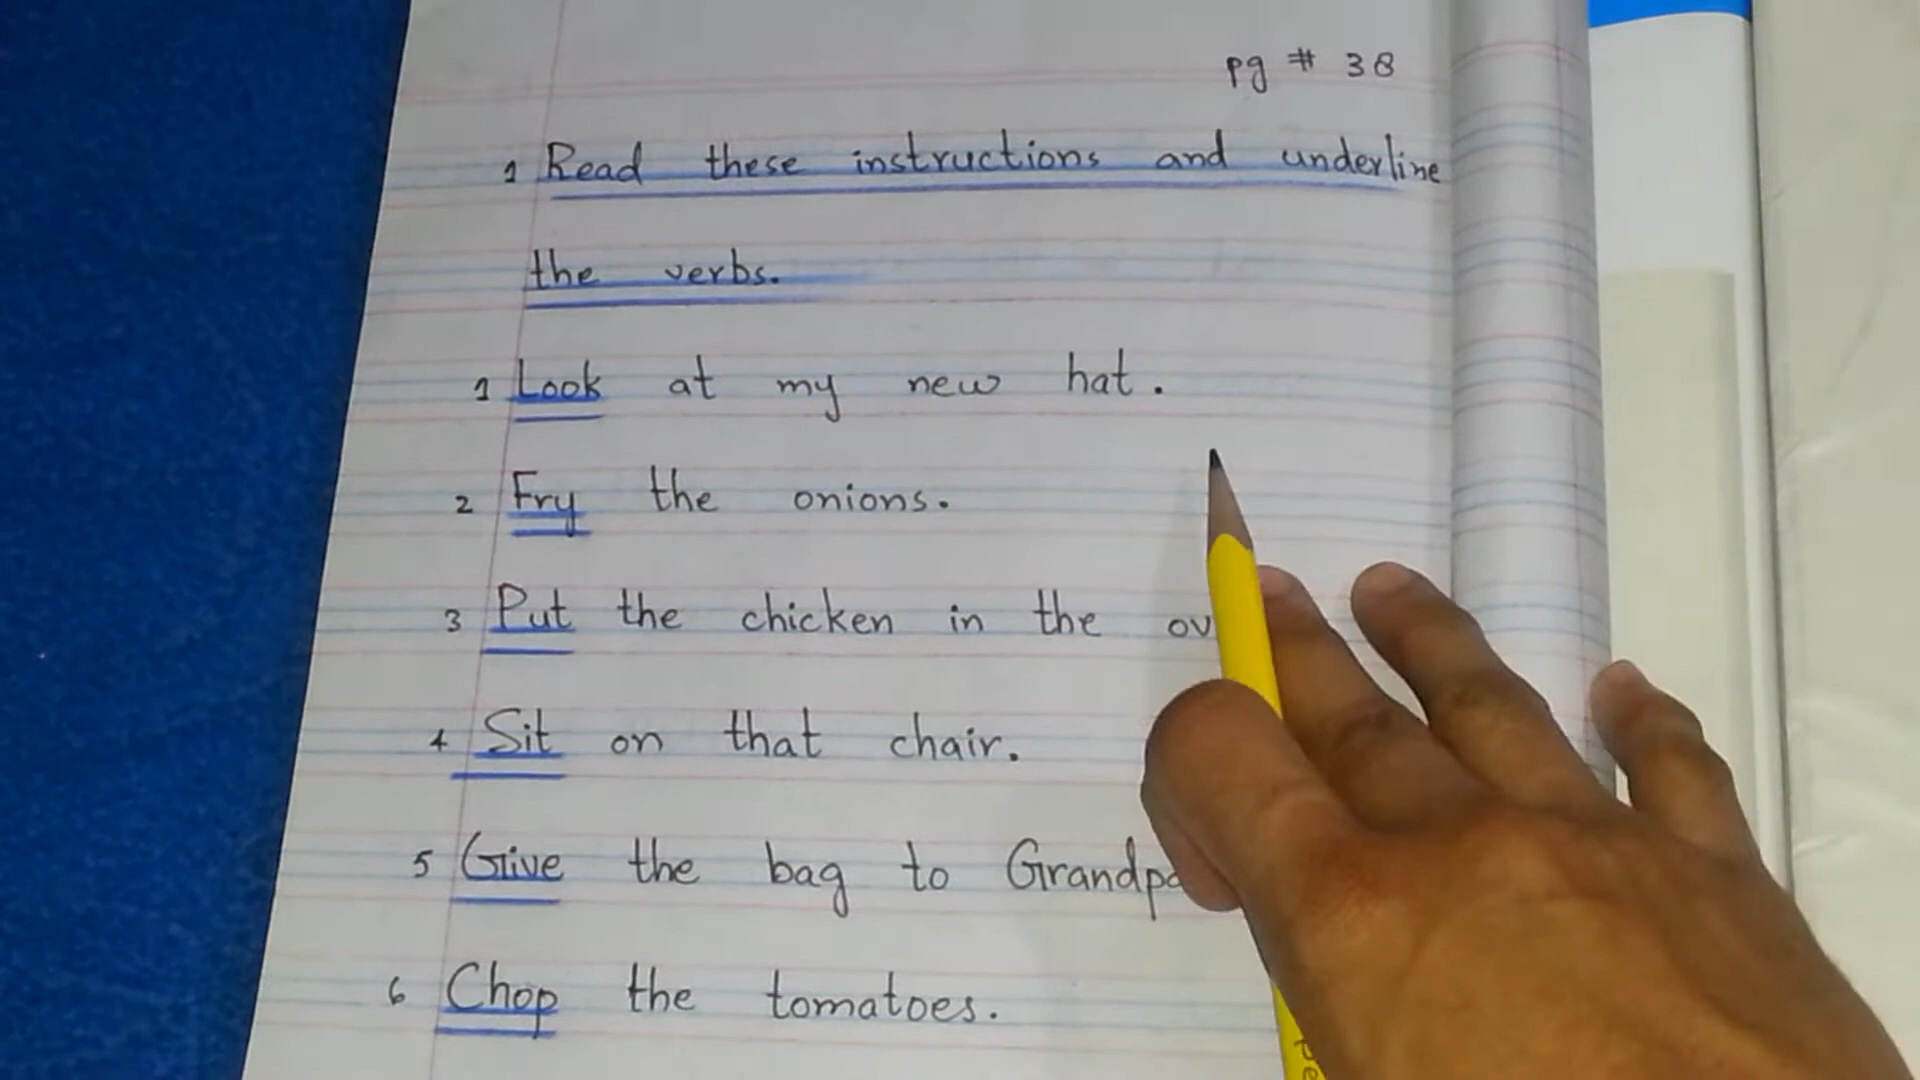 pg # 38
1 Read these instructions and underline
the verbs.
1 Look at my new hat.
2 Fry the onions.
3 Put the chicken in the
4 Sit on that chair.
5 Give the bag to
6 Chop the tomatoes.